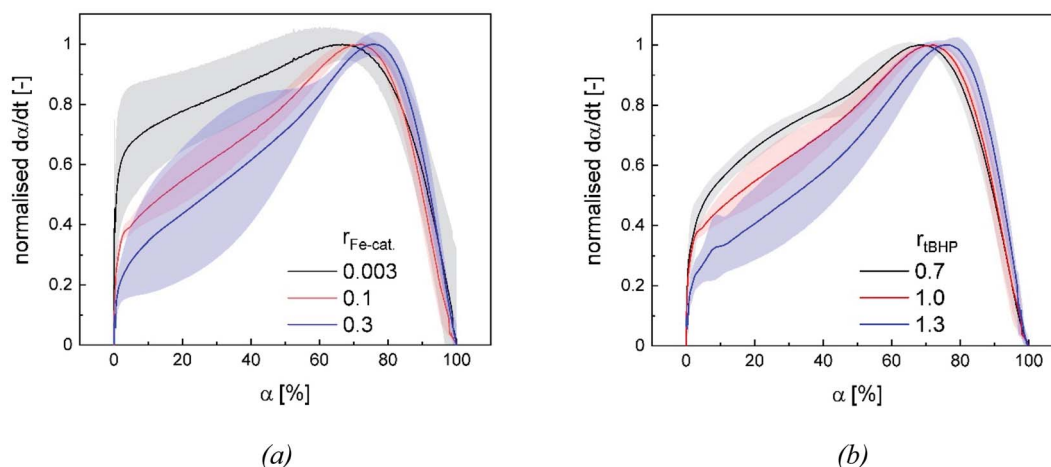 normalised dα/dt [-]
1
0.8
0.6
0.4
0.2
0
r_Fe-cat.
0.003
0.1
0.3
0 20 40 60 80 100
α [%]
(a)
normalised dα/dt [-]
1
0.8
0.6
0.4
0.2
0
r_tBHP
0.7
1.0
1.3
0 20 40 60 80 100
α [%]
(b)